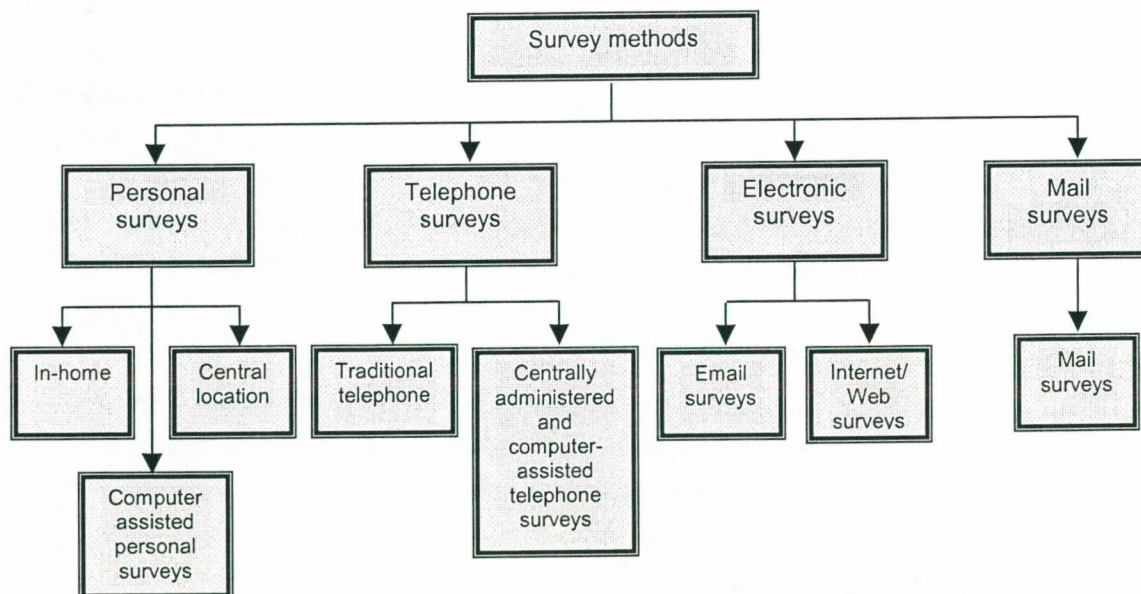 Survey methods
Personal
surveys
Telephone
surveys
Electronic
surveys
Mail
surveys
In-home
Central
location
Traditional
telephone
Centrally
administered
and
computer-
assisted
telephone
surveys
Email
surveys
Internet/
Web
surveys
Mail
surveys
Computer
assisted
personal
surveys